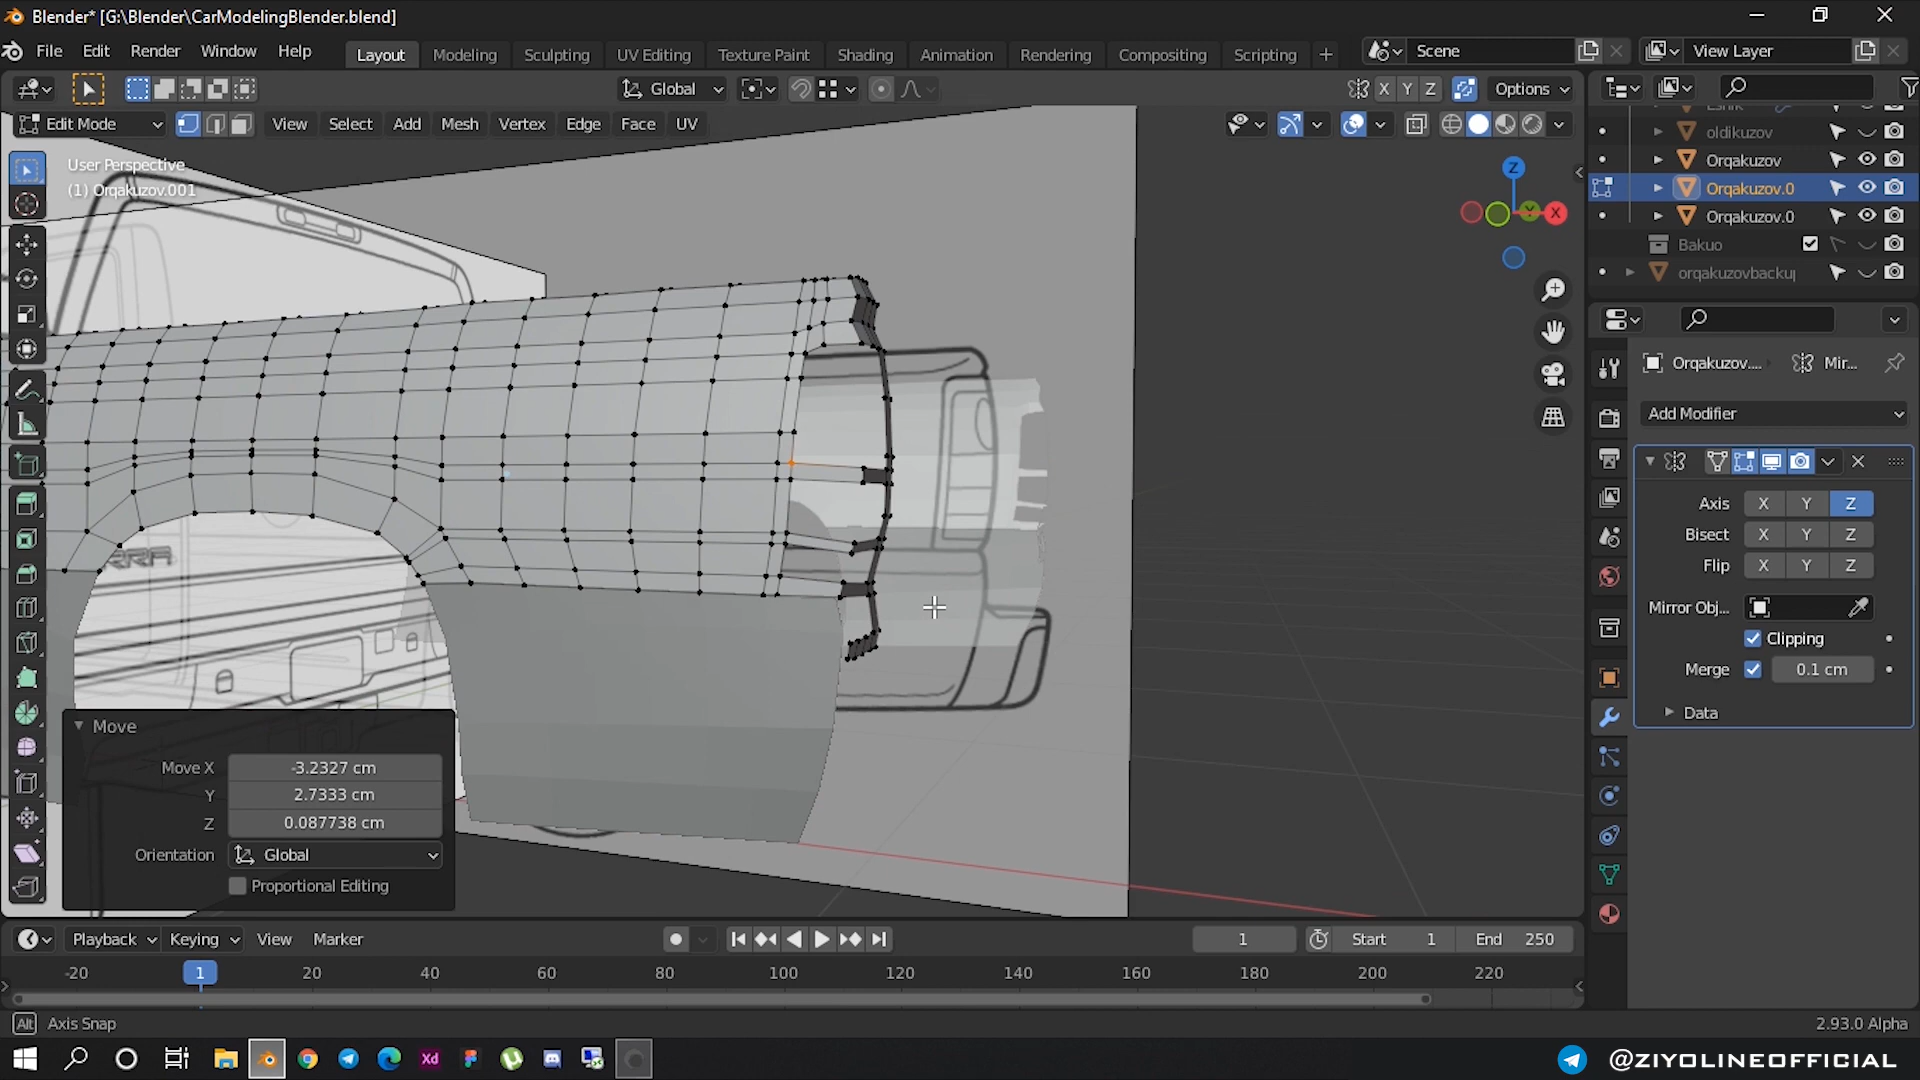 Blender* [G:\Blender\CarModelingBlender.blend]
File Edit Render Window Help Layout Modeling Sculpting UV Editing Texture Paint Shading Animation Rendering Compositing Scripting + Scene View Layer
Global X Y Z Options
Edit Mode View Select Add Mesh Vertex Edge Face UV
User Perspective
(1) Orqakuzov.001
Z
Y
X
oldikuzov
Orqakuzov
Orqakuzov.0
Orqakuzov.0
Bakuo
orqakuzovbackup
Orqakuzov.... Mir...
Add Modifier
Axis X Y Z
Bisect X Y Z
Flip X Y Z
Mirror Obj...
Clipping
Merge 0.1 cm
Data
Move
Move X -3.2327 cm
Y 2.7333 cm
Z 0.087738 cm
Orientation Global
Proportional Editing
Playback Keying View Marker 1 Start 1 End 250
-20 1 20 40 60 80 100 120 140 160 180 200 220
Alt Axis Snap 2.93.0 Alpha
Xd @ZIYOLINEOFFICIAL